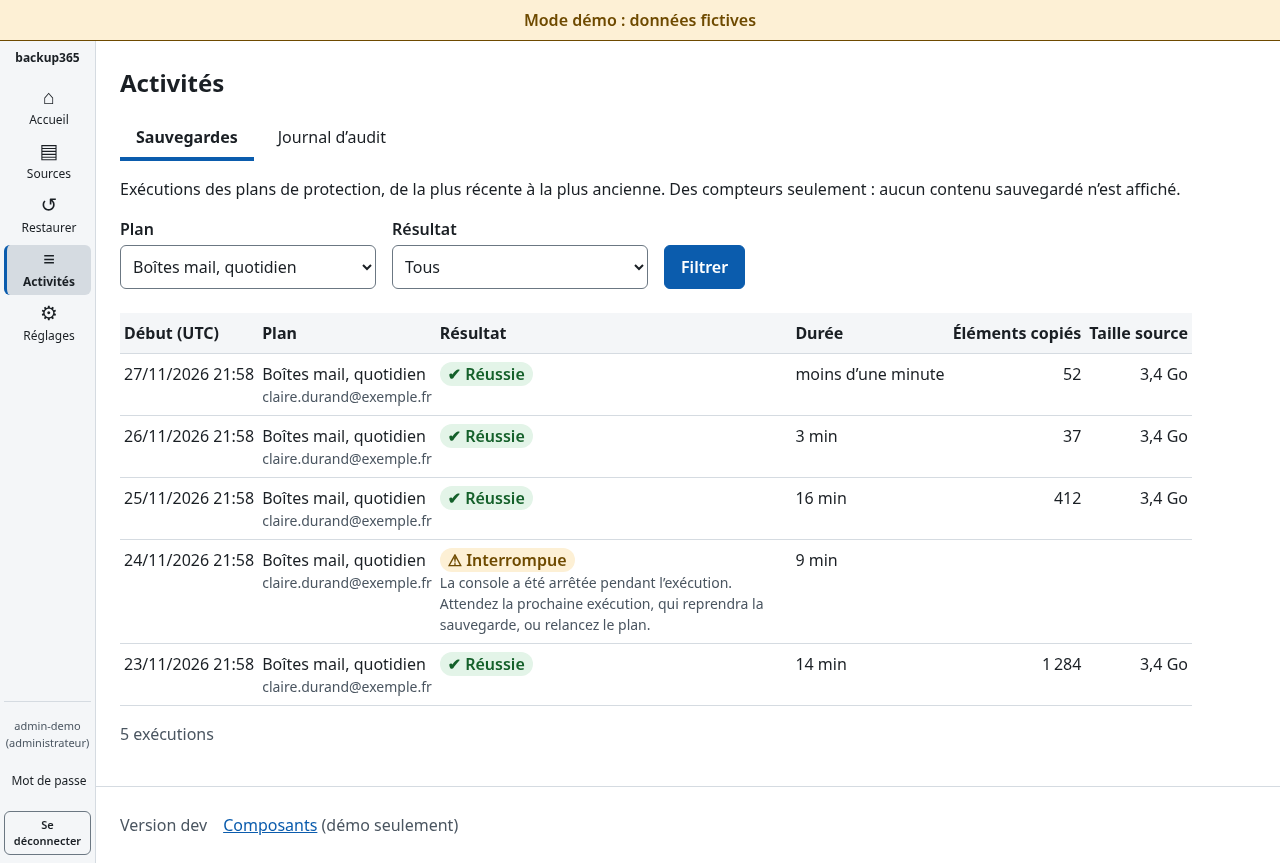 Mode démo : données fictives
backup365
Accueil
Sources
Restaurer
Activités
Réglages
admin-demo
(administrateur)
Mot de passe
Se
déconnecter
Activités
Sauvegardes Journal d’audit
Exécutions des plans de protection, de la plus récente à la plus ancienne. Des compteurs seulement : aucun contenu sauvegardé n’est affiché.
Plan Résultat
Boîtes mail, quotidien Tous Filtrer
Début (UTC) Plan Résultat Durée Éléments copiés Taille source
27/11/2026 21:58 Boîtes mail, quotidien ✔ Réussie moins d’une minute 52 3,4 Go
claire.durand@exemple.fr
26/11/2026 21:58 Boîtes mail, quotidien ✔ Réussie 3 min 37 3,4 Go
claire.durand@exemple.fr
25/11/2026 21:58 Boîtes mail, quotidien ✔ Réussie 16 min 412 3,4 Go
claire.durand@exemple.fr
24/11/2026 21:58 Boîtes mail, quotidien ⚠ Interrompue 9 min
claire.durand@exemple.fr La console a été arrêtée pendant l’exécution.
Attendez la prochaine exécution, qui reprendra la
sauvegarde, ou relancez le plan.
23/11/2026 21:58 Boîtes mail, quotidien ✔ Réussie 14 min 1 284 3,4 Go
claire.durand@exemple.fr
5 exécutions
Version dev Composants (démo seulement)